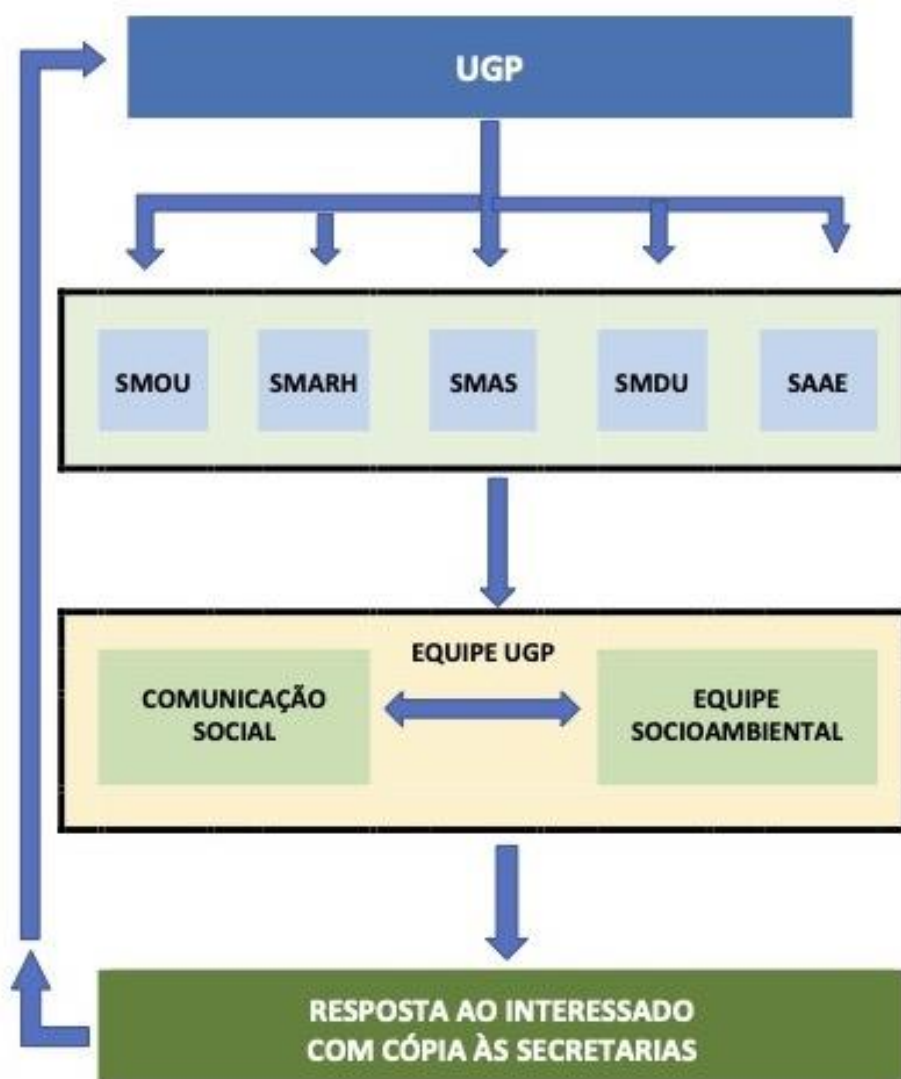 UGP
SMOU
SMARH
SMAS
SMDU
SAAE
EQUIPE UGP
COMUNICAÇÃO
SOCIAL
EQUIPE
SOCIOAMBIENTAL
RESPOSTA AO INTERESSADO
COM CÓPIA ÀS SECRETARIAS